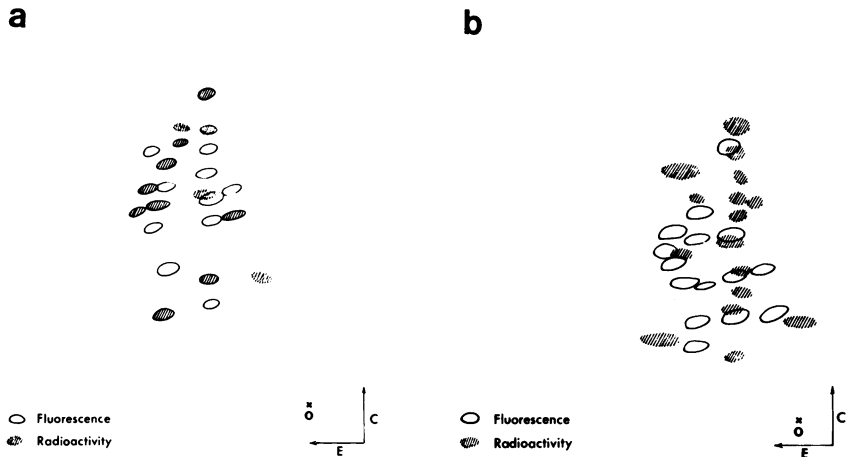 a
Fluorescence
Radioactivity
x
O
C
E
b
Fluorescence
Radioactivity
x
O
C
E